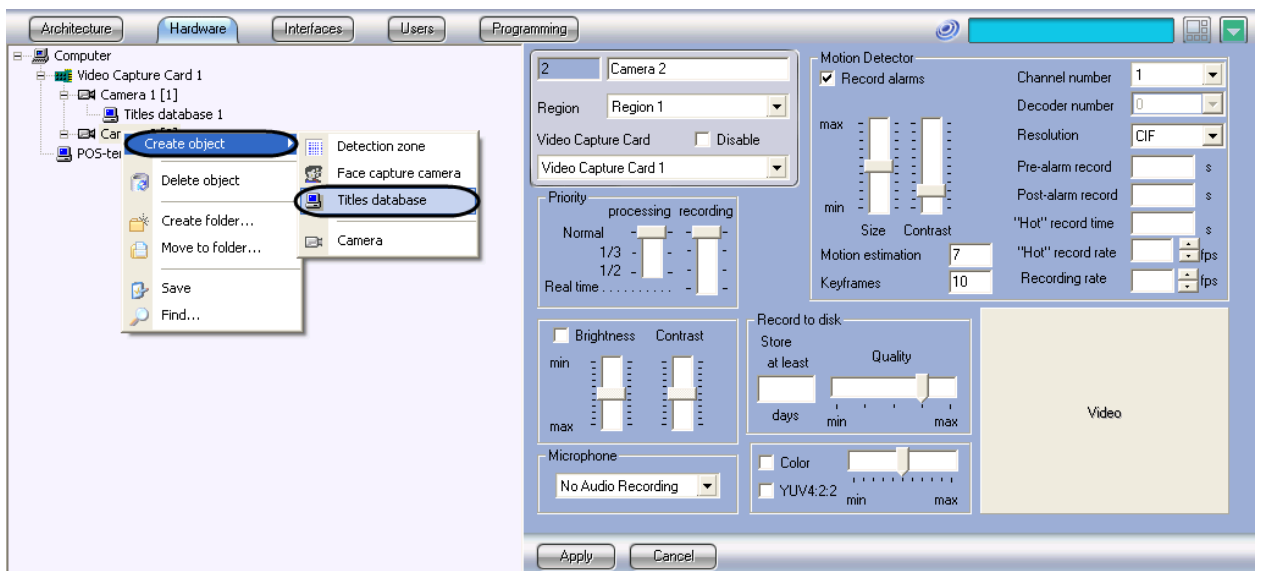 Architecture Hardware Interfaces Users Programming
Computer
Video Capture Card 1
Camera 1 [1]
Titles database 1
POS-ter
Create object
Delete object
Create folder...
Move to folder...
Save
Find...
Detection zone
Face capture camera
Titles database
Camera
2 Camera 2
Region Region 1
Video Capture Card Disable
Video Capture Card 1
Priority
processing recording
Normal
1/3
1/2
Real time . . . . . . . . . .
Brightness Contrast
min
max
Microphone
No Audio Recording
Motion Detector
Record alarms
max
min
Size Contrast
Motion estimation 7
Keyframes 10
Channel number 1
Decoder number 0
Resolution CIF
Pre-alarm record s
Post-alarm record s
"Hot" record time s
"Hot" record rate fps
Recording rate fps
Record to disk
Store
at least
days
Quality
min max
Color
YUV4:2:2
min max
Video
Apply Cancel